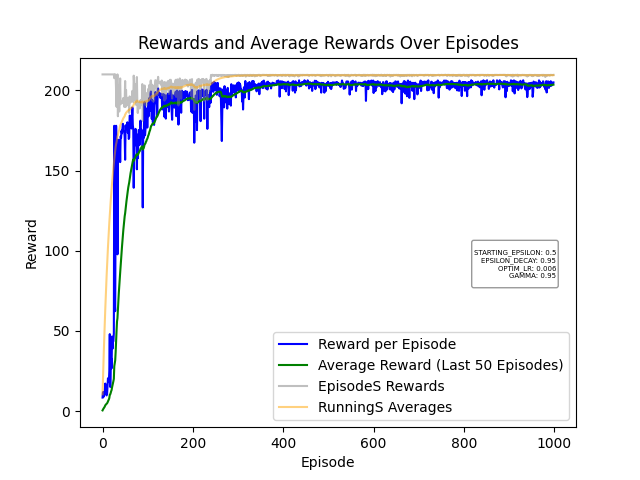 Rewards and Average Rewards Over Episodes
Reward
200
150
100
50
0
STARTING_EPSILON: 0.5
EPSILON_DECAY: 0.95
OPTIM_LR: 0.006
GAMMA: 0.95
Reward per Episode
Average Reward (Last 50 Episodes)
EpisodeS Rewards
RunningS Averages
0 200 400 600 800 1000
Episode